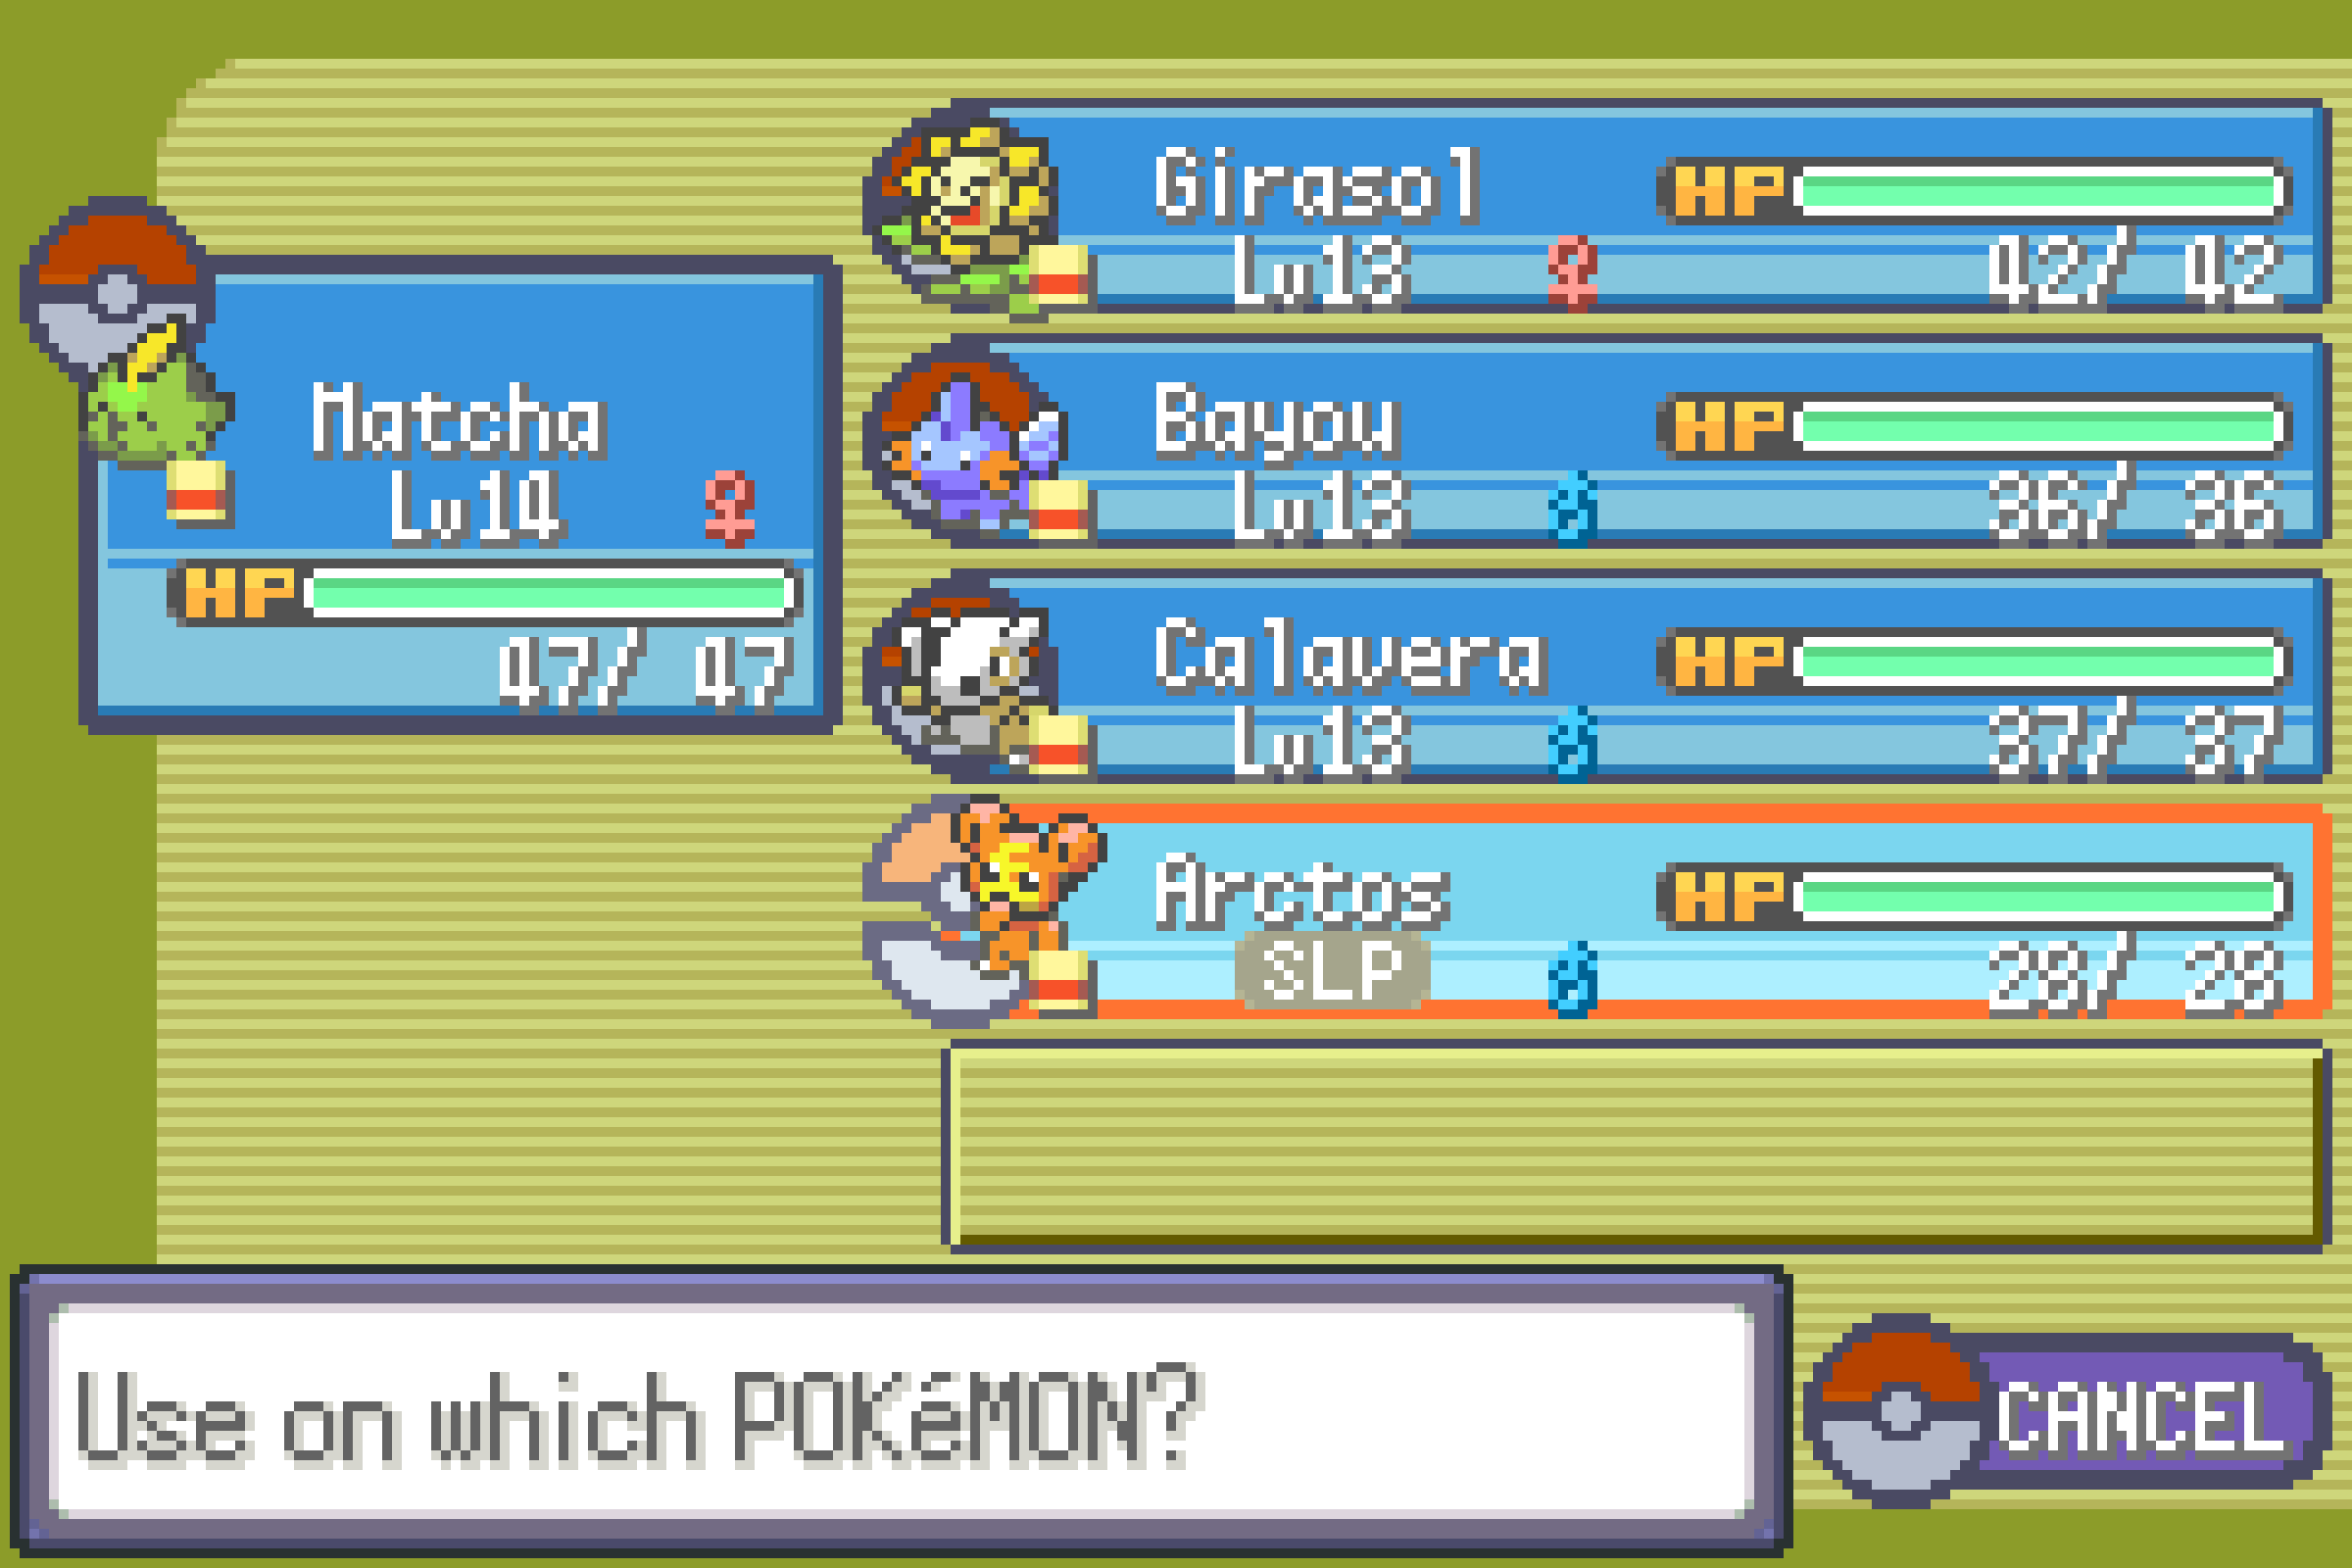 Matcha
Lv14 ♀
HP
47/ 47
Girasol HP
Lv13 ♀ 42/ 42
Bayou HP
Lv13 ♂ 36/ 36
Calavera HP
Lv13 ♂ 37/ 37
Arctos HP
SLP ♂ 28/ 28
Use on which POKéMON?
CANCEL